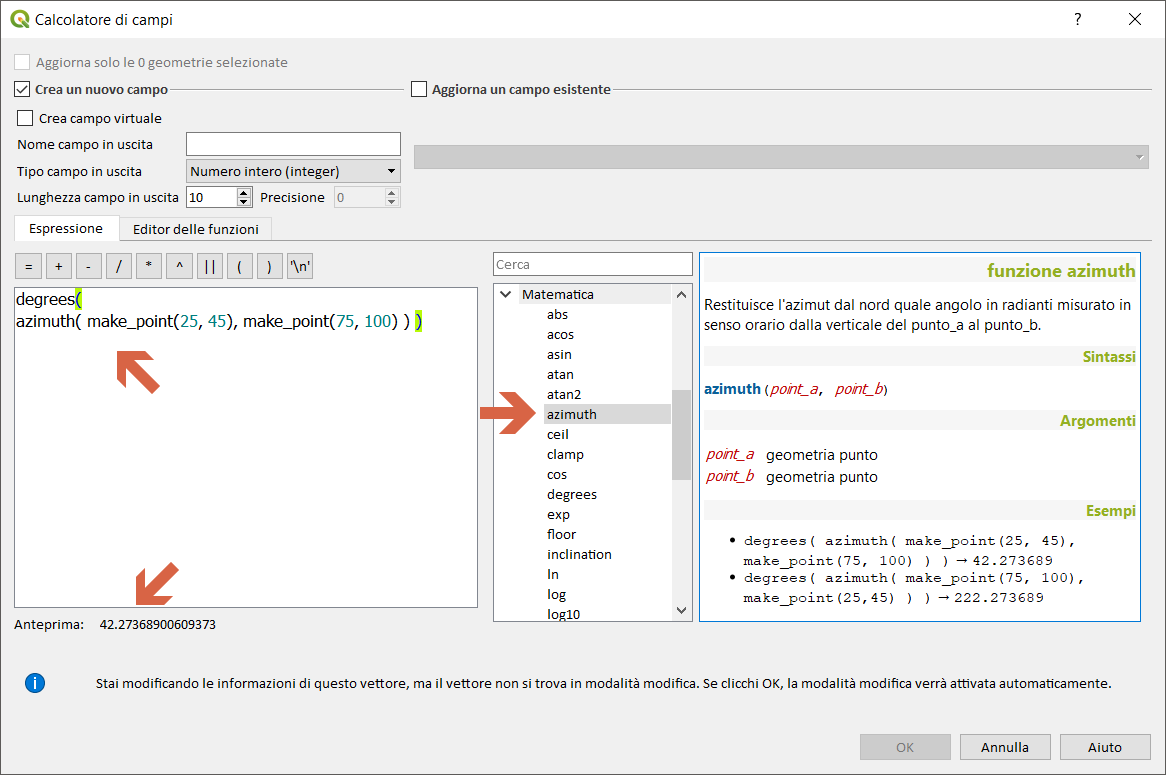 Calcolatore di campi
?
Aggiorna solo le 0 geometrie selezionate
Crea un nuovo campo
Aggiorna un campo esistente
Crea campo virtuale
Nome campo in uscita
Tipo campo in uscita
Numero intero (integer)
Lunghezza campo in uscita
10
Precisione
0
Espressione
Editor delle funzioni
= + - / * ^ || ( ) '\n'
degrees(
azimuth( make_point(25, 45), make_point(75, 100) ) )
Anteprima: 42.27368900609373
Cerca
Matematica
abs
acos
asin
atan
atan2
azimuth
ceil
clamp
cos
degrees
exp
floor
inclination
ln
log
log10
funzione azimuth
Restituisce l'azimut dal nord quale angolo in radianti misurato in
senso orario dalla verticale del punto_a al punto_b.
Sintassi
azimuth(point_a, point_b)
Argomenti
point_a geometria punto
point_b geometria punto
Esempi
• degrees( azimuth( make_point(25, 45),
make_point(75, 100) ) ) → 42.273689
• degrees( azimuth( make_point(75, 100),
make_point(25,45) ) ) → 222.273689
Stai modificando le informazioni di questo vettore, ma il vettore non si trova in modalità modifica. Se clicchi OK, la modalità modifica verrà attivata automaticamente.
OK
Annulla
Aiuto